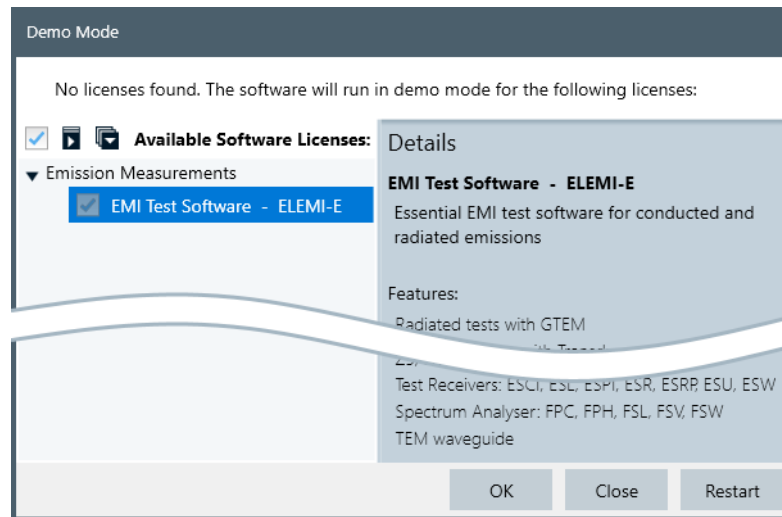 Demo Mode
No licenses found. The software will run in demo mode for the following licenses:
Available Software Licenses:
Emission Measurements
EMI Test Software - ELEMI-E
Details
EMI Test Software - ELEMI-E
Essential EMI test software for conducted and
radiated emissions
Features:
Radiated tests with GTEM
Test Receivers: ESCI, ESL, ESPI, ESR, ESRP, ESU, ESW
Spectrum Analyser: FPC, FPH, FSL, FSV, FSW
TEM waveguide
OK
Close
Restart